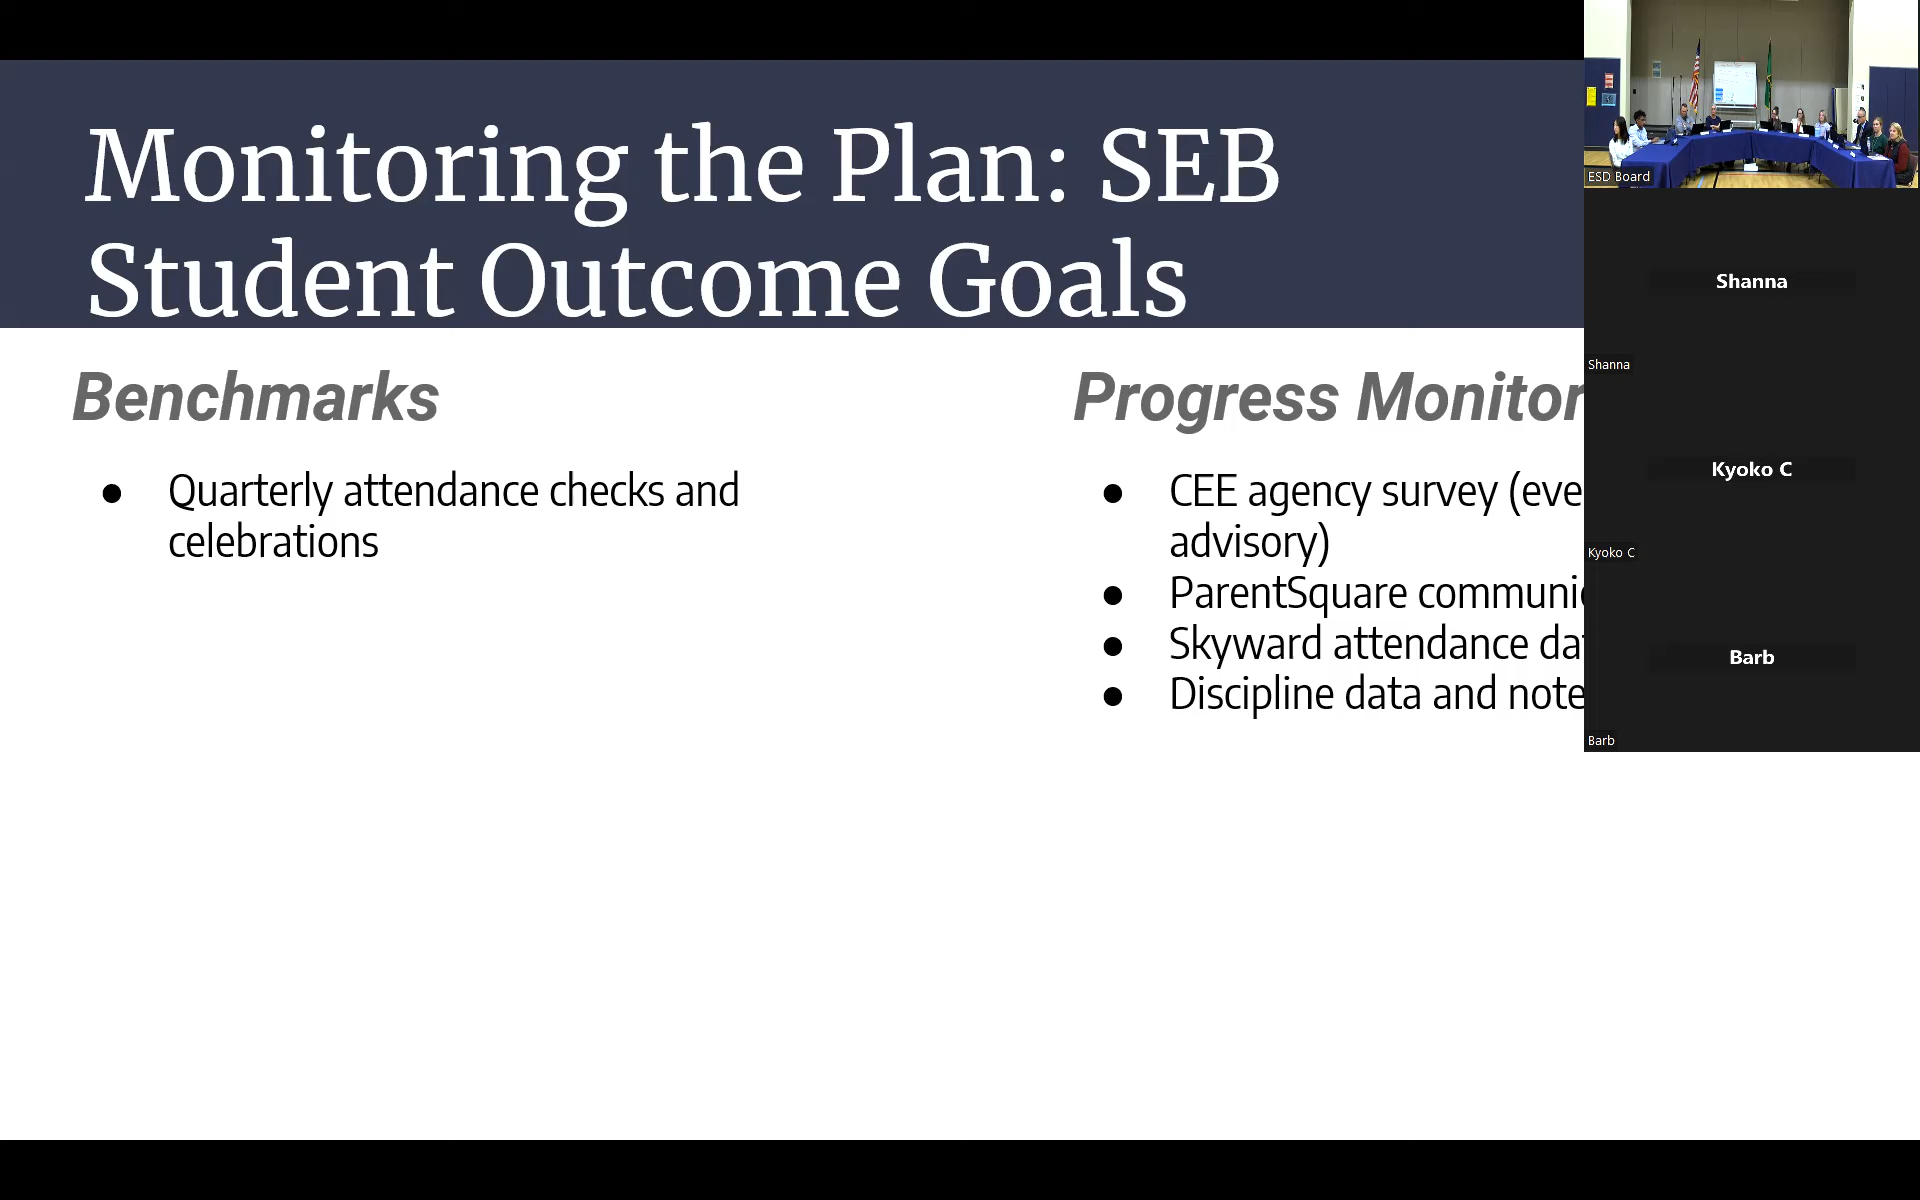 Monitoring the Plan: SEB
Student Outcome Goals
Benchmarks
● Quarterly attendance checks and
celebrations
Progress Monitor
● CEE agency survey (eve
advisory)
● ParentSquare communi
● Skyward attendance da
● Discipline data and note
ESD Board
Shanna
Shanna
Kyoko C
Kyoko C
Barb
Barb